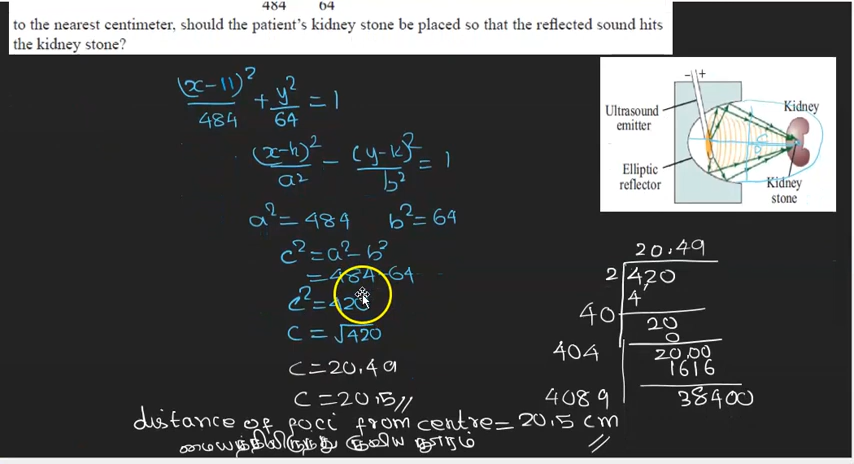 484 64
to the nearest centimeter, should the patient's kidney stone be placed so that the reflected sound hits
the kidney stone?
(x-11)²/484 + y²/64 = 1
(x-h)²/a² - (y-k)²/b² = 1
a² = 484 b² = 64
c² = a² - b²
= 484-64
c² = 420
c = √420
c = 20.49
c = 20.5//
distance of foci from centre = 20.5 cm //
- +
Ultrasound
emitter
Elliptic
reflector
Kidney
Kidney
stone
20.49
2 420
4
40 20
0
404 20.00
1616
4089 38400